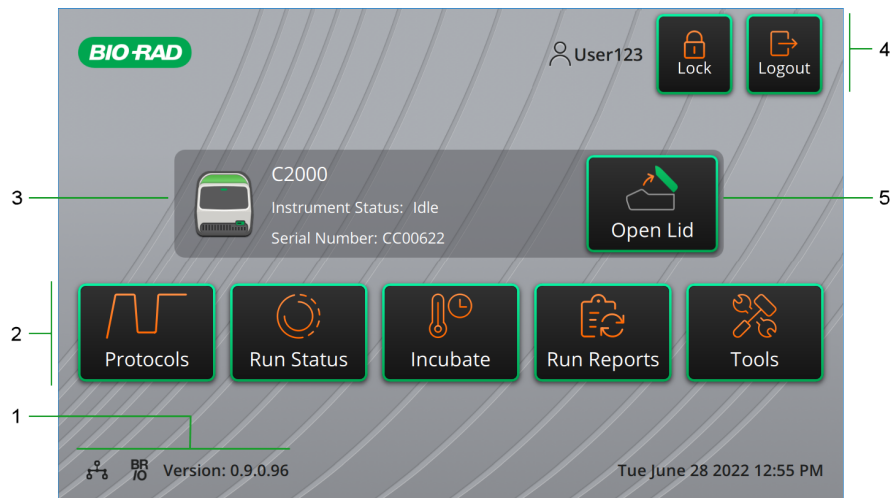 BIO-RAD
User123
Lock
Logout
4
3
C2000
Instrument Status: Idle
Serial Number: CC00622
Open Lid
5
2
Protocols
Run Status
Incubate
Run Reports
Tools
1
BR
IO
Version: 0.9.0.96
Tue June 28 2022 12:55 PM